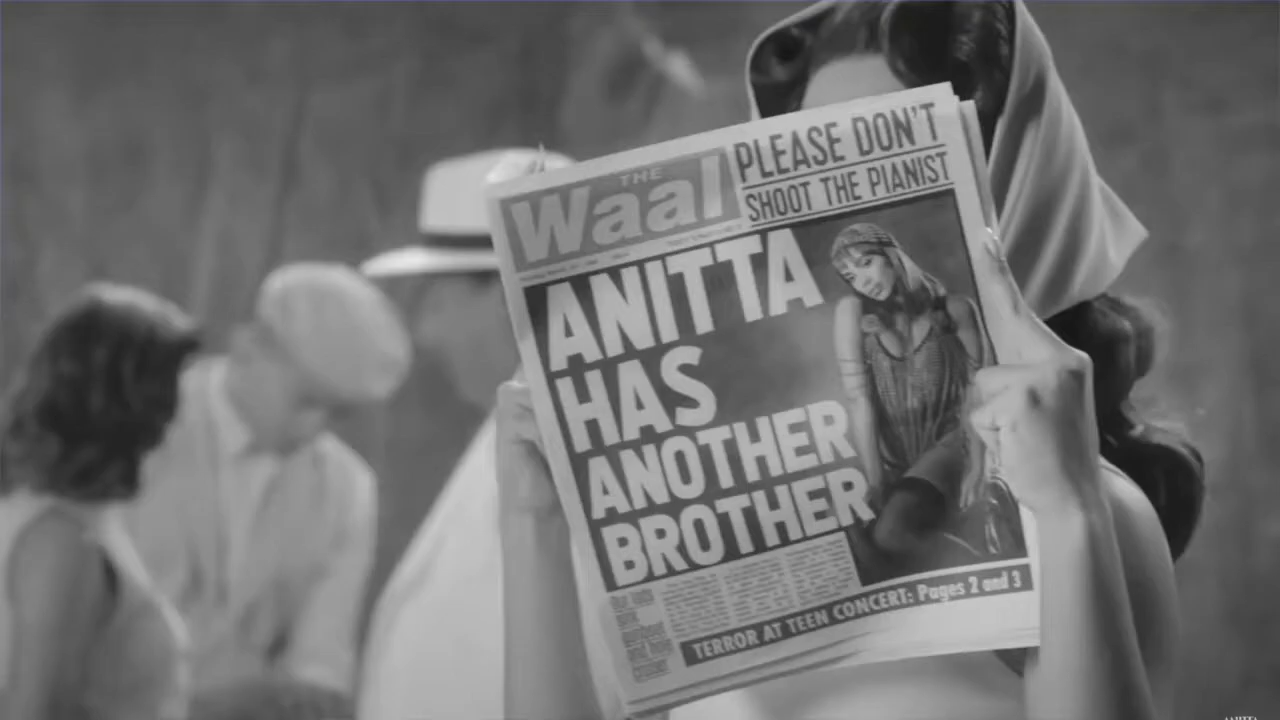 THE
Waal
PLEASE DON'T
SHOOT THE PIANIST
ANITTA
HAS
ANOTHER
BROTHER
TERROR AT TEEN CONCERT: Pages 2 and 3